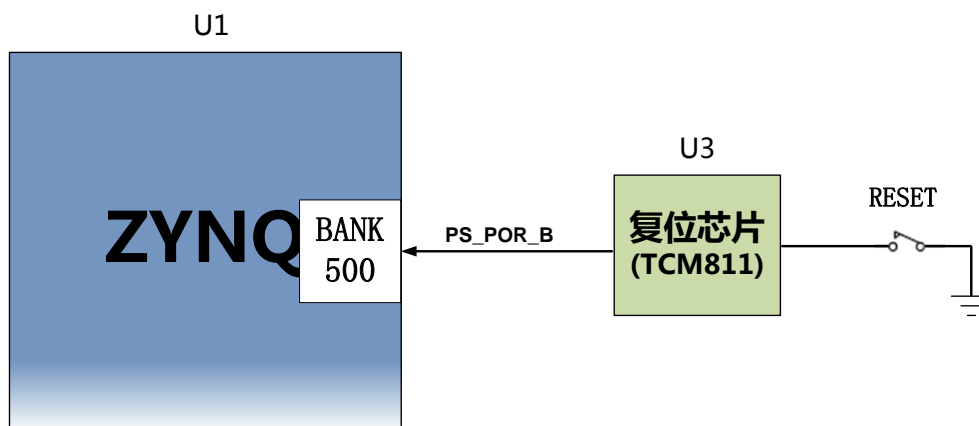 U1
ZYNQ
BANK
500
PS_POR_B
U3
复位芯片
(TCM811)
RESET